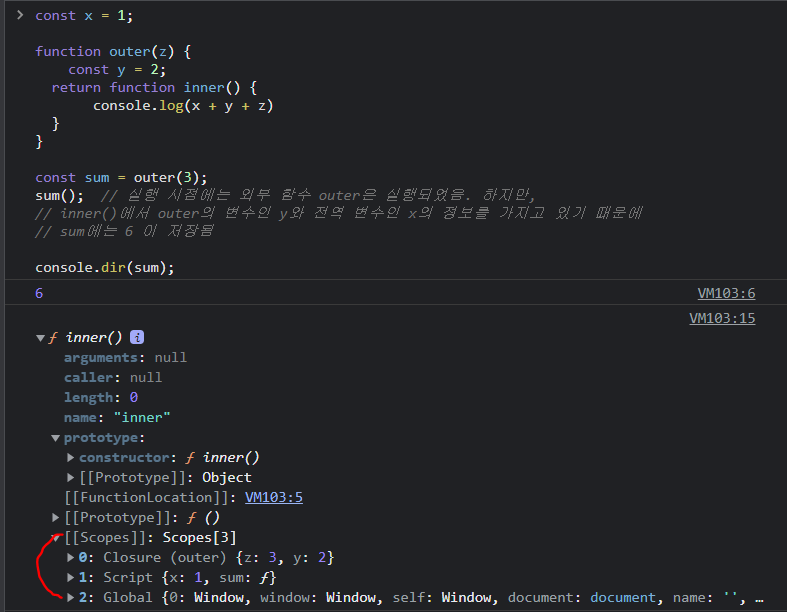 > const x = 1;
function outer(z) {
const y = 2;
return function inner() {
console.log(x + y + z)
}
}
const sum = outer(3);
sum();  // 실행 시점에는 외부 함수 outer은 실행되었음. 하지만,
// inner()에서 outer의 변수인 y와 전역 변수인 x의 정보를 가지고 있기 때문에
// sum에는 6 이 저장됨
console.dir(sum);
6 VM103:6
VM103:15
▼ƒ inner() i
arguments: null
caller: null
length: 0
name: "inner"
▼prototype:
▶constructor: ƒ inner()
▶[[Prototype]]: Object
[[FunctionLocation]]: VM103:5
▶[[Prototype]]: ƒ ()
▼[[Scopes]]: Scopes[3]
▶0: Closure (outer) {z: 3, y: 2}
▶1: Script {x: 1, sum: ƒ}
▶2: Global {0: Window, window: Window, self: Window, document: document, name: '', …